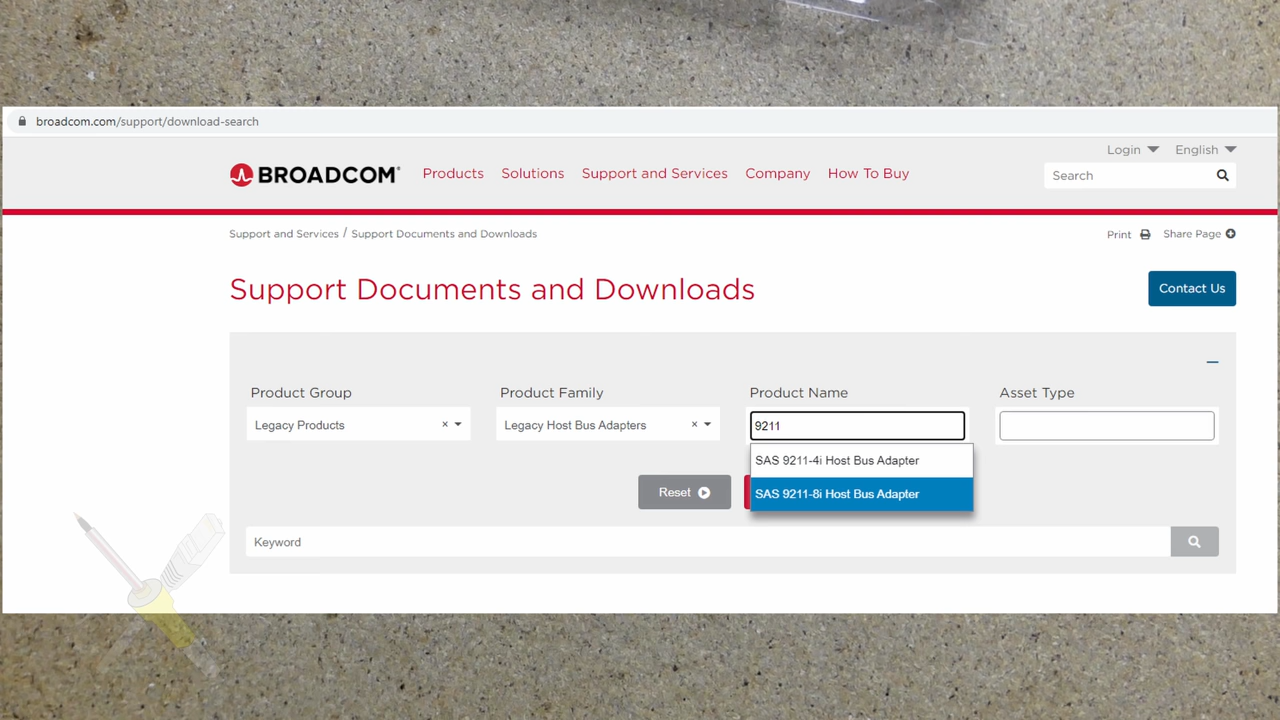 broadcom.com/support/download-search
Login English
BROADCOM® Products Solutions Support and Services Company How To Buy Search
Support and Services / Support Documents and Downloads Print Share Page
Support Documents and Downloads Contact Us
Product Group Product Family Product Name Asset Type
Legacy Products × Legacy Host Bus Adapters × 9211
SAS 9211-4i Host Bus Adapter
Reset SAS 9211-8i Host Bus Adapter
Keyword